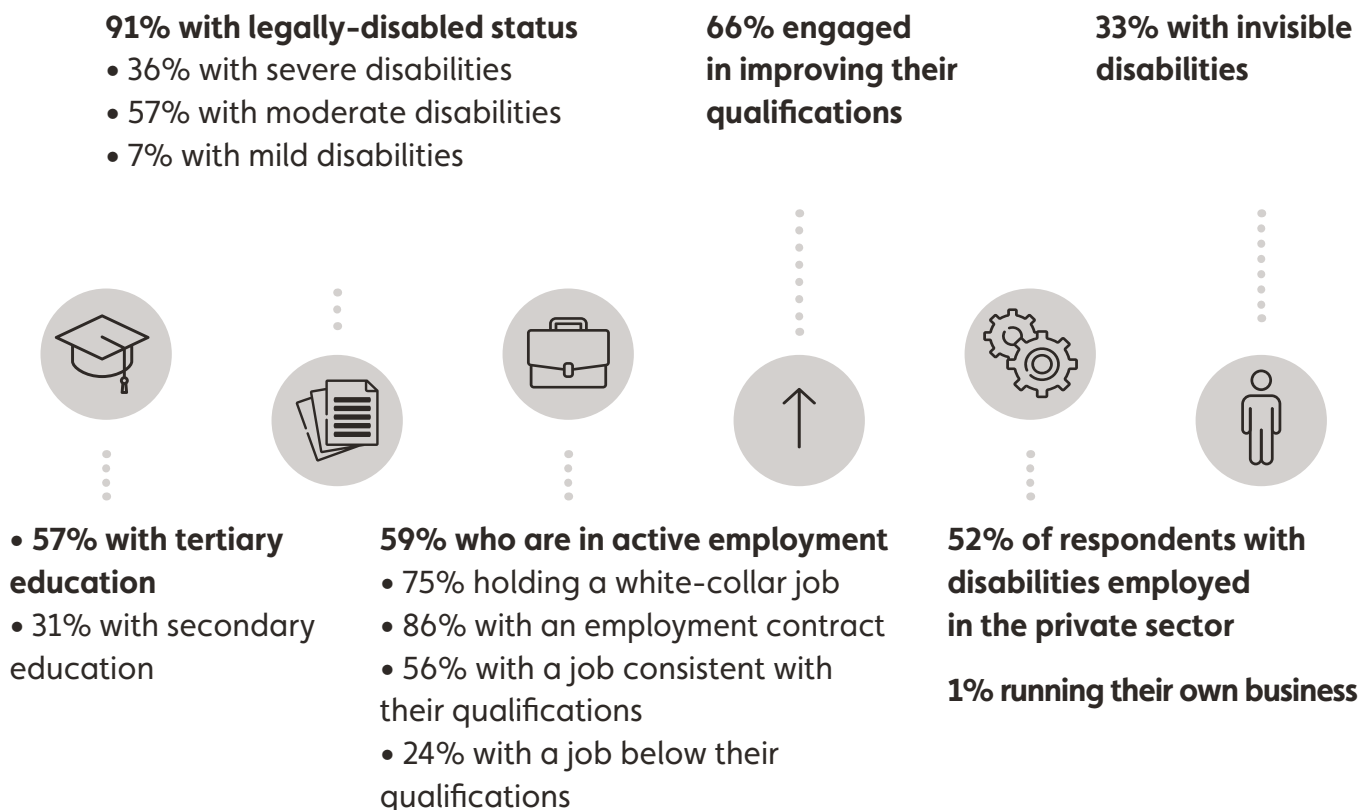 91% with legally-disabled status
• 36% with severe disabilities
• 57% with moderate disabilities
• 7% with mild disabilities
66% engaged
in improving their
qualifications
33% with invisible
disabilities
• 57% with tertiary
education
• 31% with secondary
education
59% who are in active employment
• 75% holding a white-collar job
• 86% with an employment contract
• 56% with a job consistent with
their qualifications
• 24% with a job below their
qualifications
52% of respondents with
disabilities employed
in the private sector
1% running their own business